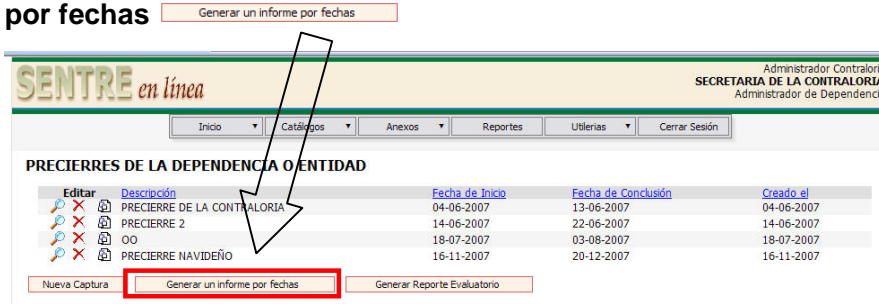 por fechas Generar un informe por fechas
SENTRE en línea
Administrador Contralori
SECRETARIA DE LA CONTRALORIA
Administrador de Dependenci
Inicio Catálogos Anexos Reportes Utilerias Cerrar Sesión
PRECIERRES DE LA DEPENDENCIA O ENTIDAD
Editar Descripción Fecha de Inicio Fecha de Conclusión Creado el
PRECIERRE DE LA CONTRALORIA 04-06-2007 13-06-2007 04-06-2007
PRECIERRE 2 14-06-2007 22-06-2007 14-06-2007
OO 18-07-2007 03-08-2007 18-07-2007
PRECIERRE NAVIDEÑO 16-11-2007 20-12-2007 16-11-2007
Nueva Captura Generar un informe por fechas Generar Reporte Evaluatorio